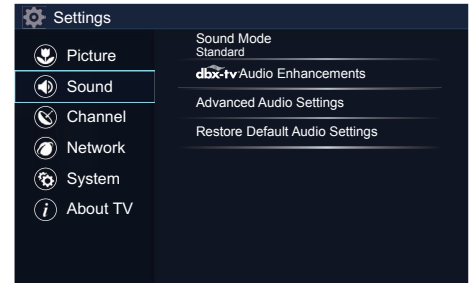 Settings
Picture
Sound
Channel
Network
System
About TV
Sound Mode
Standard
dbx-tv Audio Enhancements
Advanced Audio Settings
Restore Default Audio Settings